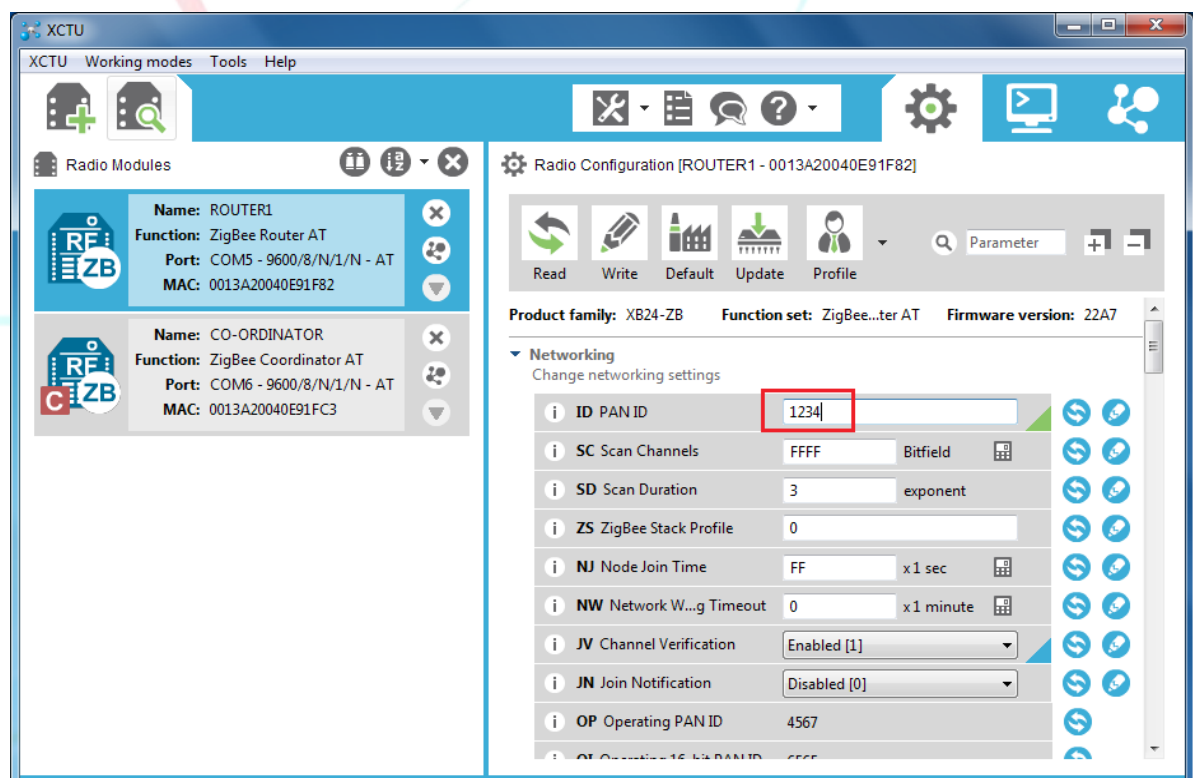 XCTU
XCTU Working modes Tools Help
Radio Modules
Name: ROUTER1
Function: ZigBee Router AT
Port: COM5 - 9600/8/N/1/N - AT
MAC: 0013A20040E91F82
RF
ZB
Name: CO-ORDINATOR
Function: ZigBee Coordinator AT
Port: COM6 - 9600/8/N/1/N - AT
MAC: 0013A20040E91FC3
RF
C ZB
Radio Configuration [ROUTER1 - 0013A20040E91F82]
Read Write Default Update Profile Parameter
Product family: XB24-ZB Function set: ZigBee...ter AT Firmware version: 22A7
Networking
Change networking settings
i ID PAN ID 1234
i SC Scan Channels FFFF Bitfield
i SD Scan Duration 3 exponent
i ZS ZigBee Stack Profile 0
i NJ Node Join Time FF x 1 sec
i NW Network W...g Timeout 0 x 1 minute
i JV Channel Verification Enabled [1]
i JN Join Notification Disabled [0]
i OP Operating PAN ID 4567